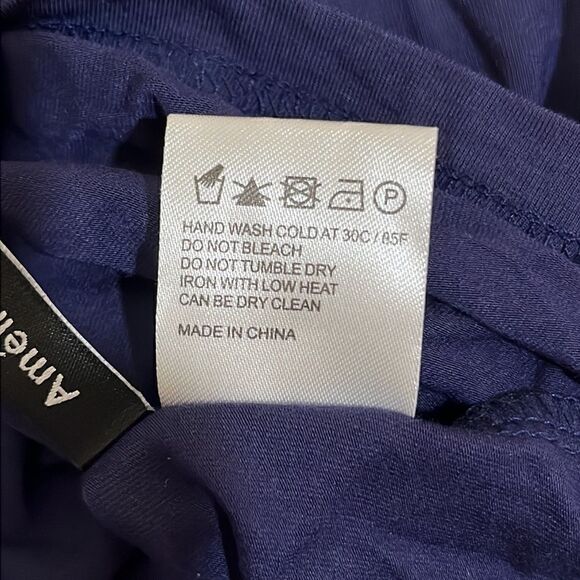 P
HAND WASH COLD AT 30C / 85F
DO NOT BLEACH
DO NOT TUMBLE DRY
IRON WITH LOW HEAT
CAN BE DRY CLEAN
MADE IN CHINA